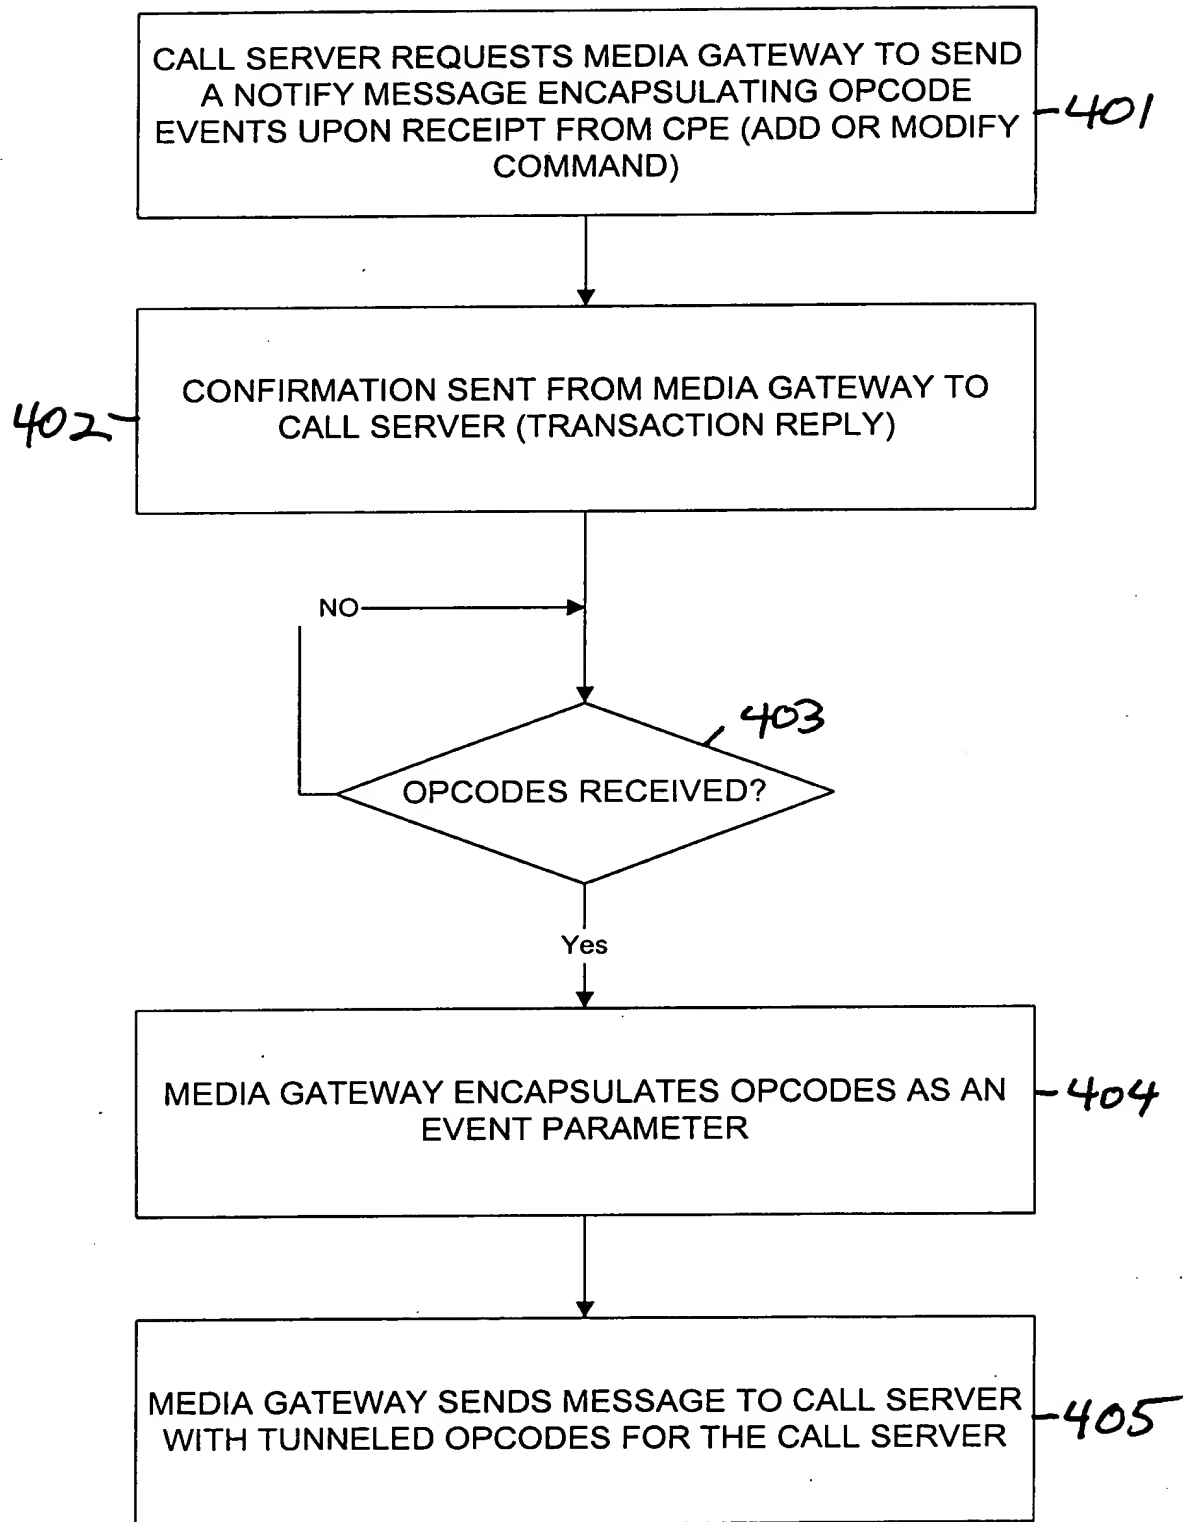 CALL SERVER REQUESTS MEDIA GATEWAY TO SEND
A NOTIFY MESSAGE ENCAPSULATING OPCODE
EVENTS UPON RECEIPT FROM CPE (ADD OR MODIFY
COMMAND)
401
CONFIRMATION SENT FROM MEDIA GATEWAY TO
CALL SERVER (TRANSACTION REPLY)
402
NO
403
OPCODES RECEIVED?
Yes
MEDIA GATEWAY ENCAPSULATES OPCODES AS AN
EVENT PARAMETER
404
MEDIA GATEWAY SENDS MESSAGE TO CALL SERVER
WITH TUNNELED OPCODES FOR THE CALL SERVER
405